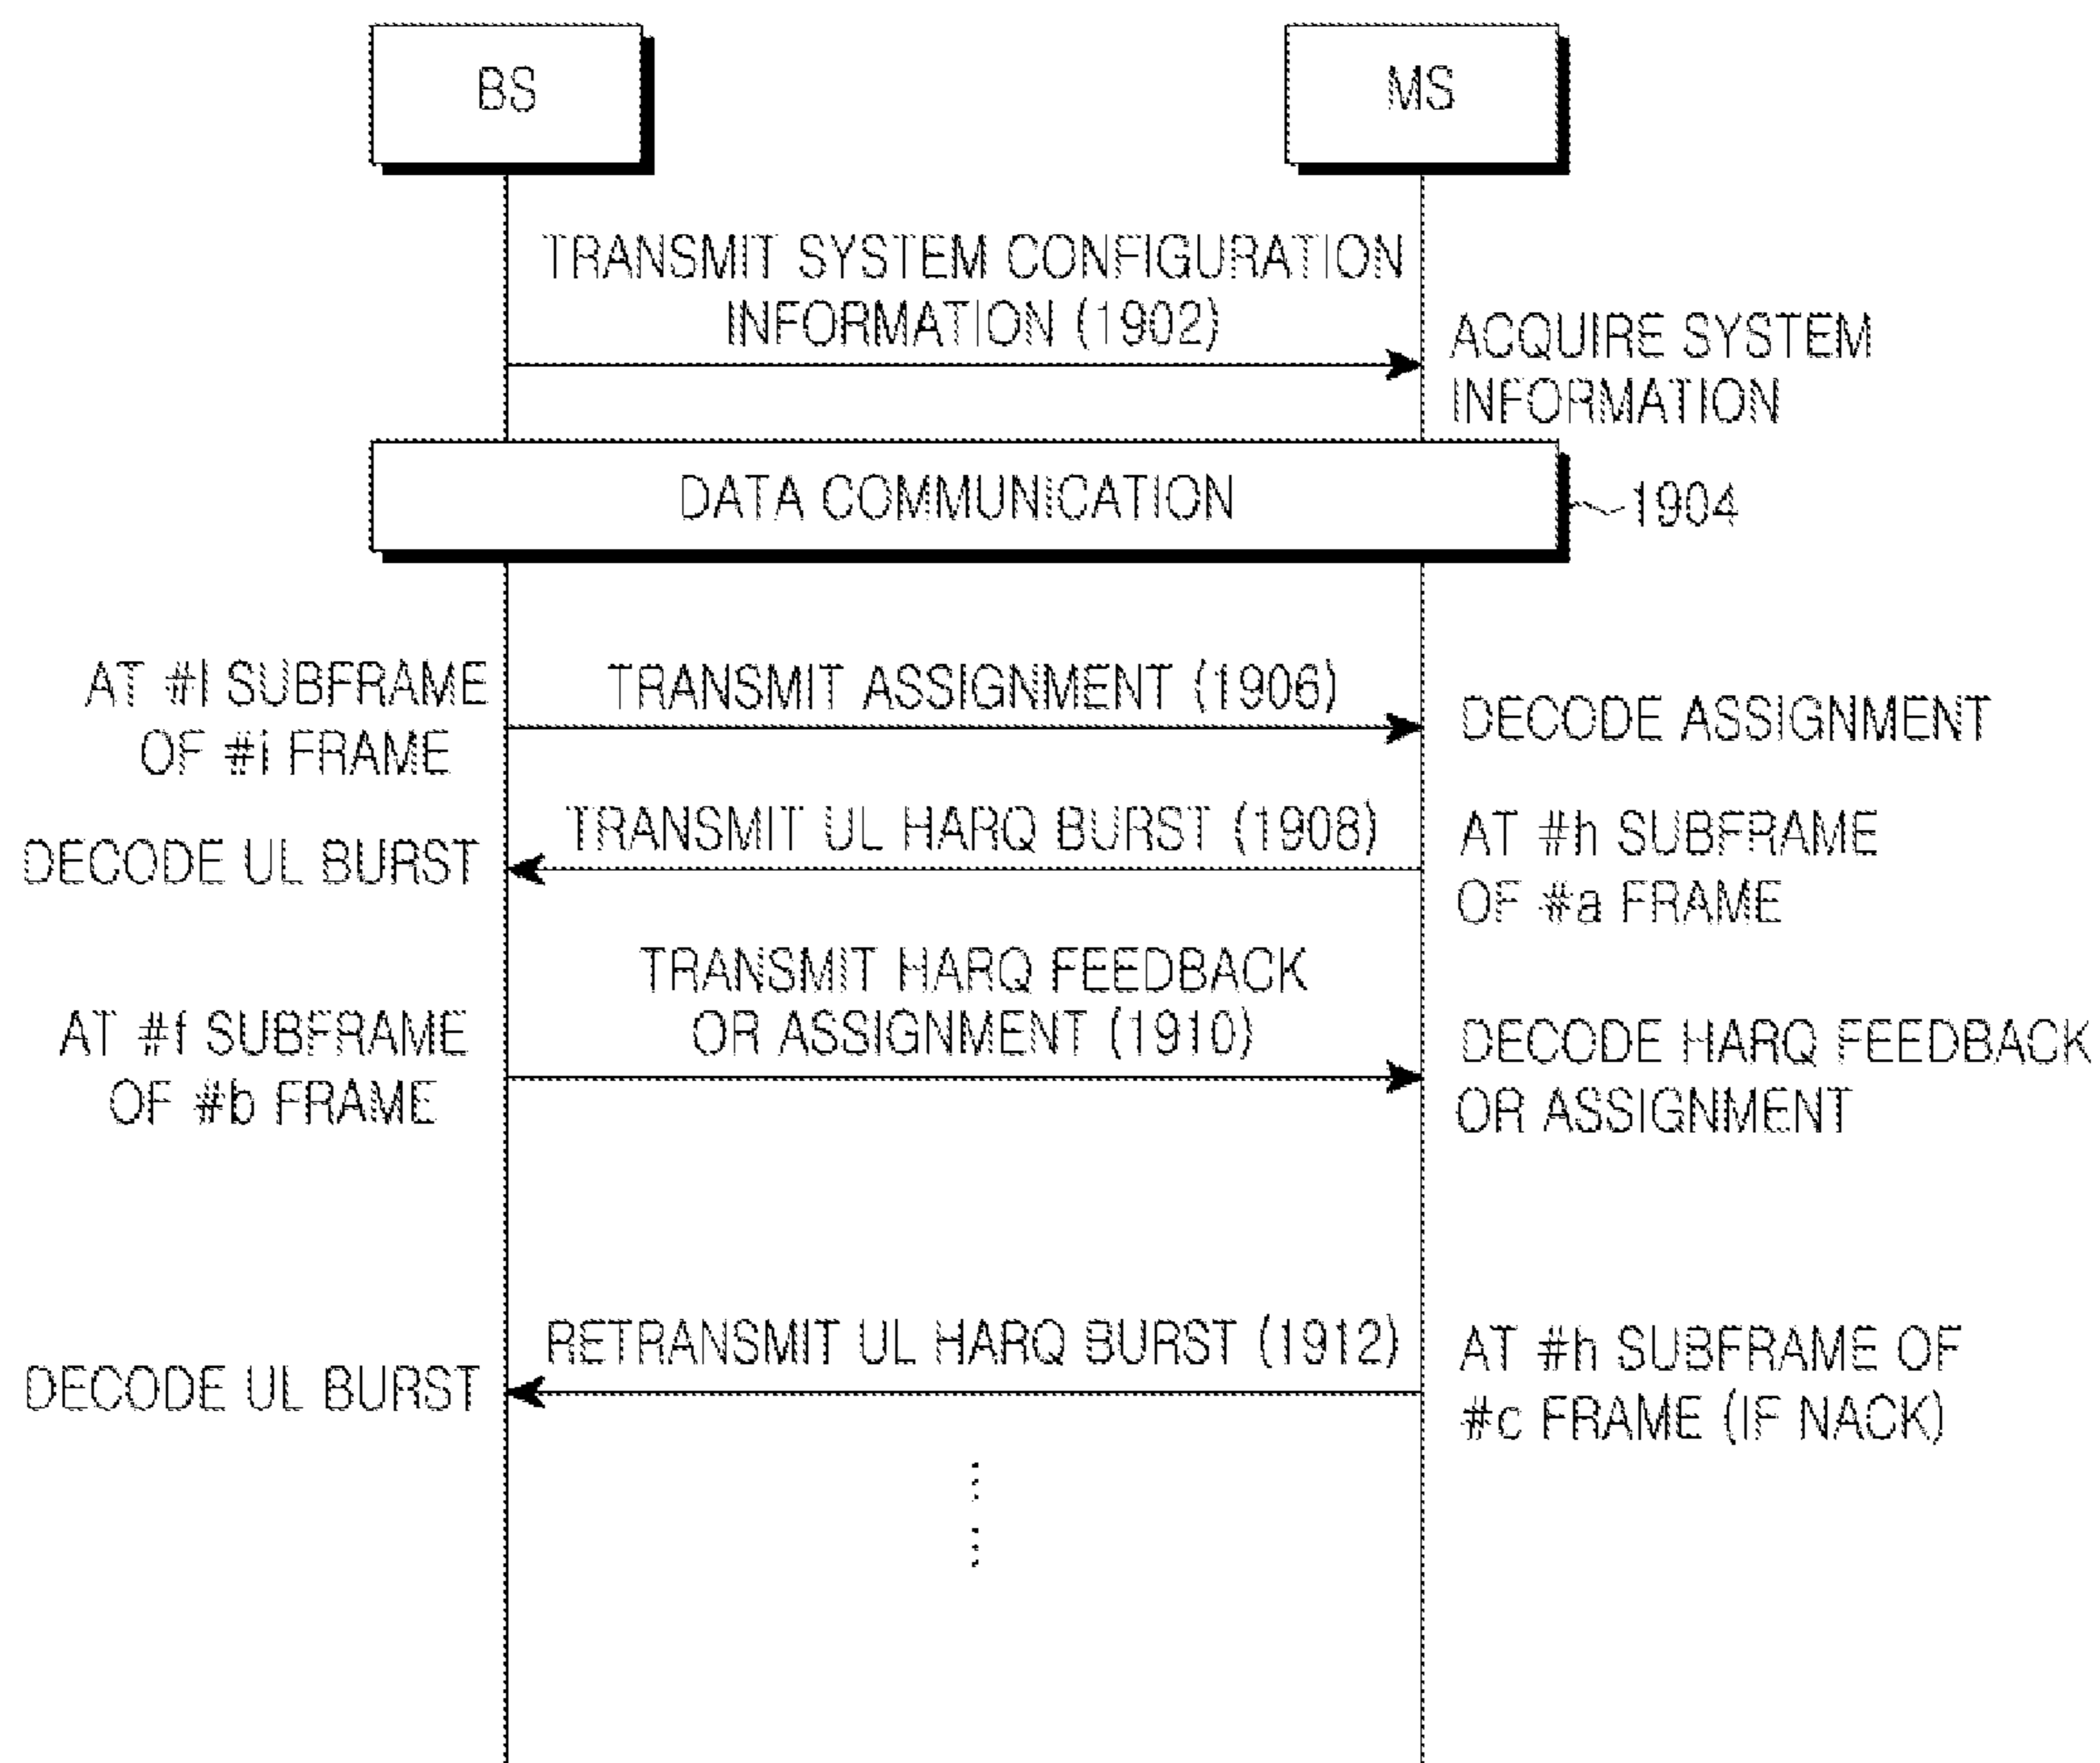 BS
MS
TRANSMIT SYSTEM CONFIGURATION
INFORMATION (1902)
ACQUIRE SYSTEM
INFORMATION
DATA COMMUNICATION
1904
AT #l SUBFRAME
OF #i FRAME
TRANSMIT ASSIGNMENT (1906)
DECODE ASSIGNMENT
TRANSMIT UL HARQ BURST (1908)
DECODE UL BURST
AT #h SUBFRAME
OF #a FRAME
TRANSMIT HARQ FEEDBACK
OR ASSIGNMENT (1910)
AT #f SUBFRAME
OF #b FRAME
DECODE HARQ FEEDBACK
OR ASSIGNMENT
RETRANSMIT UL HARQ BURST (1912)
DECODE UL BURST
AT #h SUBFRAME OF
#c FRAME (IF NACK)